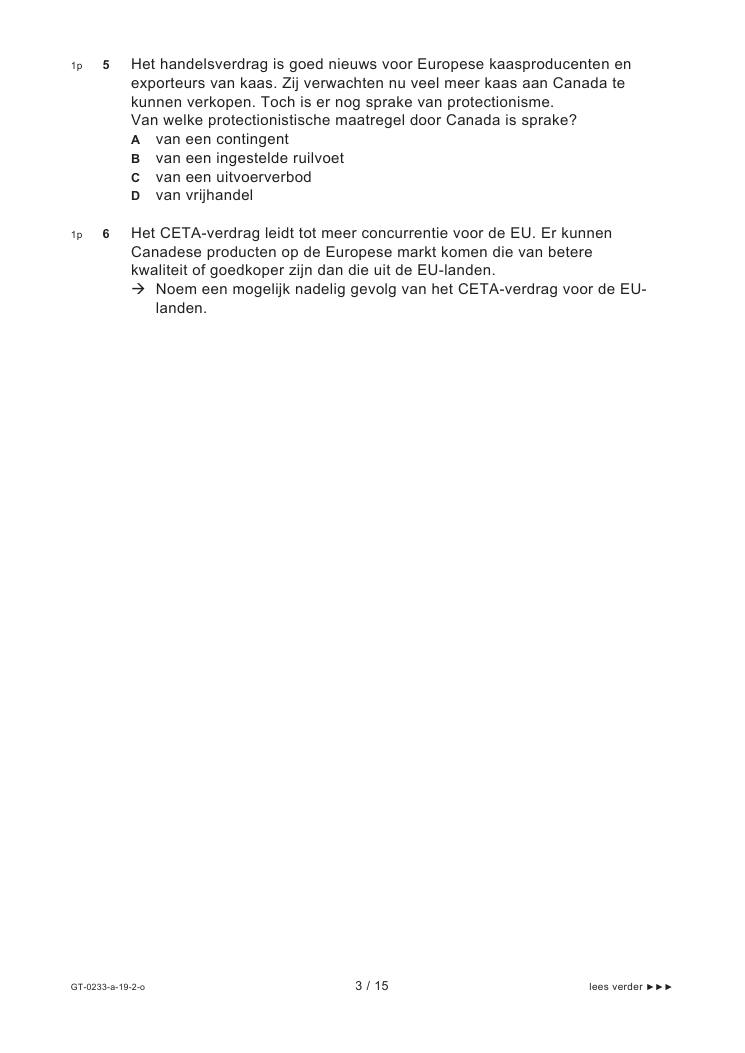 1p 5 Het handelsverdrag is goed nieuws voor Europese kaasproducenten en
exporteurs van kaas. Zij verwachten nu veel meer kaas aan Canada te
kunnen verkopen. Toch is er nog sprake van protectionisme.
Van welke protectionistische maatregel door Canada is sprake?
A van een contingent
B van een ingestelde ruilvoet
C van een uitvoerverbod
D van vrijhandel
1p 6 Het CETA-verdrag leidt tot meer concurrentie voor de EU. Er kunnen
Canadese producten op de Europese markt komen die van betere
kwaliteit of goedkoper zijn dan die uit de EU-landen.
→ Noem een mogelijk nadelig gevolg van het CETA-verdrag voor de EU-
landen.
GT-0233-a-19-2-o 3 / 15 lees verder ►►►